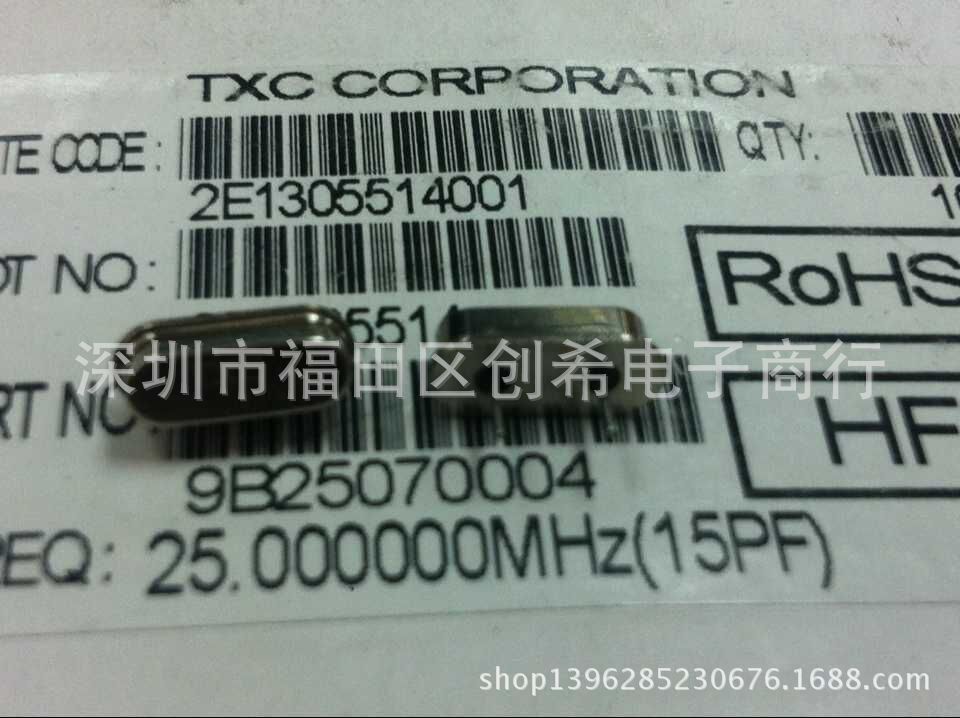 TXC CORPORATION
TE CODE:
QTY:
2E1305514001
OT NO:
RoHS
5514
深圳市福田区创希电子商行
RT NO
HF
9B25070004
REQ: 25.000000MHz(15PF)
shop1396285230676.1688.com